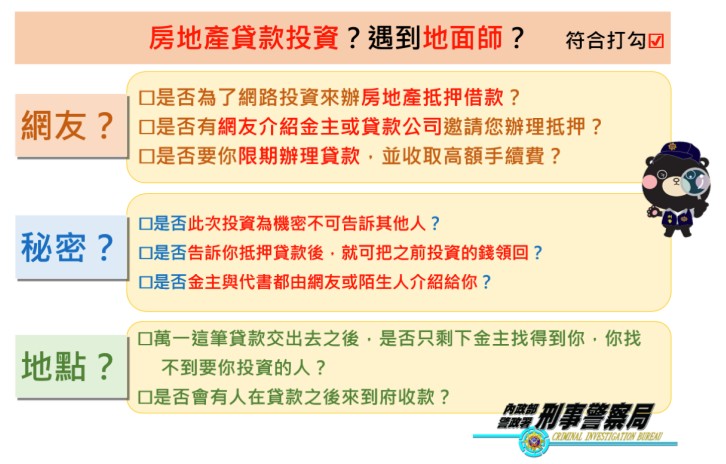 房地產貸款投資？遇到地面師？ 符合打勾☑
網友？
☐是否為了網路投資來辦房地產抵押借款？
☐是否有網友介紹金主或貸款公司邀請您辦理抵押？
☐是否要你限期辦理貸款，並收取高額手續費？
秘密？
☐是否此次投資為機密不可告訴其他人？
☐是否告訴你抵押貸款後，就可把之前投資的錢領回？
☐是否金主與代書都由網友或陌生人介紹給你？
地點？
☐萬一這筆貸款交出去之後，是否只剩下金主找得到你，你找
不到要你投資的人？
☐是否會有人在貸款之後來到府收款？
內政部
警政署 刑事警察局
CRIMINAL INVESTIGATION BUREAU